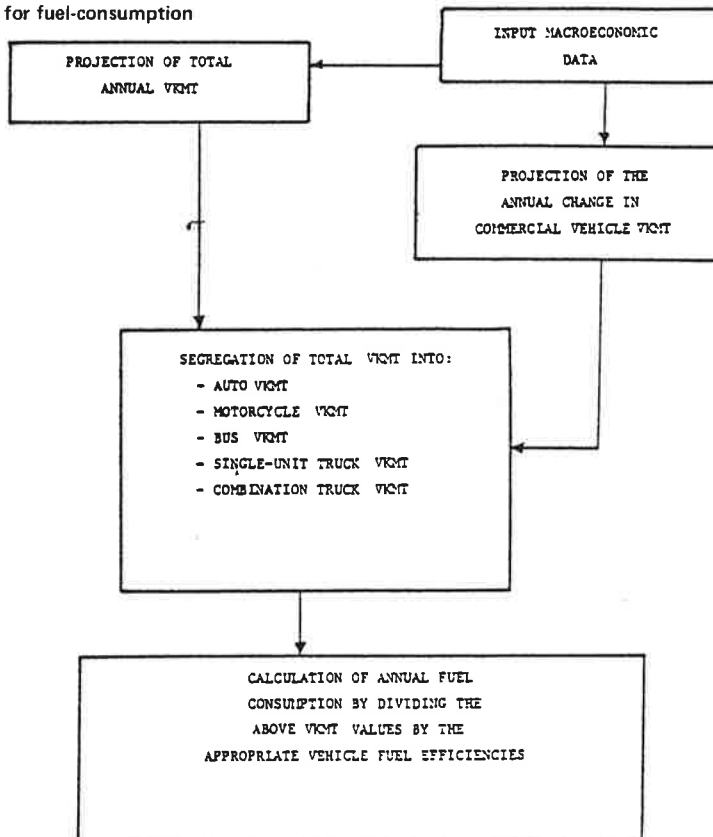 for fuel-consumption
INPUT MACROECONOMIC
DATA
PROJECTION OF TOTAL
ANNUAL VKMT
PROJECTION OF THE
ANNUAL CHANGE IN
COMMERCIAL VEHICLE VKMT
SEGREGATION OF TOTAL VKMT INTO:
- AUTO VKMT
- MOTORCYCLE VKMT
- BUS VKMT
- SINGLE-UNIT TRUCK VKMT
- COMBINATION TRUCK VKMT
CALCULATION OF ANNUAL FUEL
CONSUMPTION BY DIVIDING THE
ABOVE VKMT VALUES BY THE
APPROPRIATE VEHICLE FUEL EFFICIENCIES